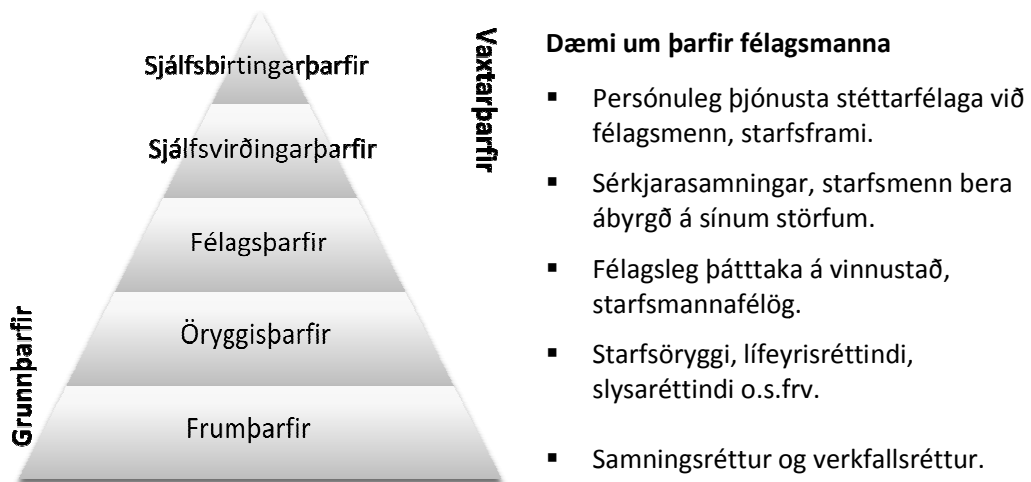 Sjálfsbirtingarþarfir
Sjálfsvirðingarþarfir
Félagsþarfir
Öryggisþarfir
Frumþarfir
Grunnþarfir
Vaxtarþarfir
Dæmi um þarfir félagsmanna
▪ Persónuleg þjónusta stéttarfélaga við
félagsmenn, starfsframi.
▪ Sérkjarasamningar, starfsmenn bera
ábyrgð á sínum störfum.
▪ Félagsleg þátttaka á vinnustað,
starfsmannafélög.
▪ Starfsöryggi, lífeyrisréttindi,
slysaréttindi o.s.frv.
▪ Samningsréttur og verkfallsréttur.